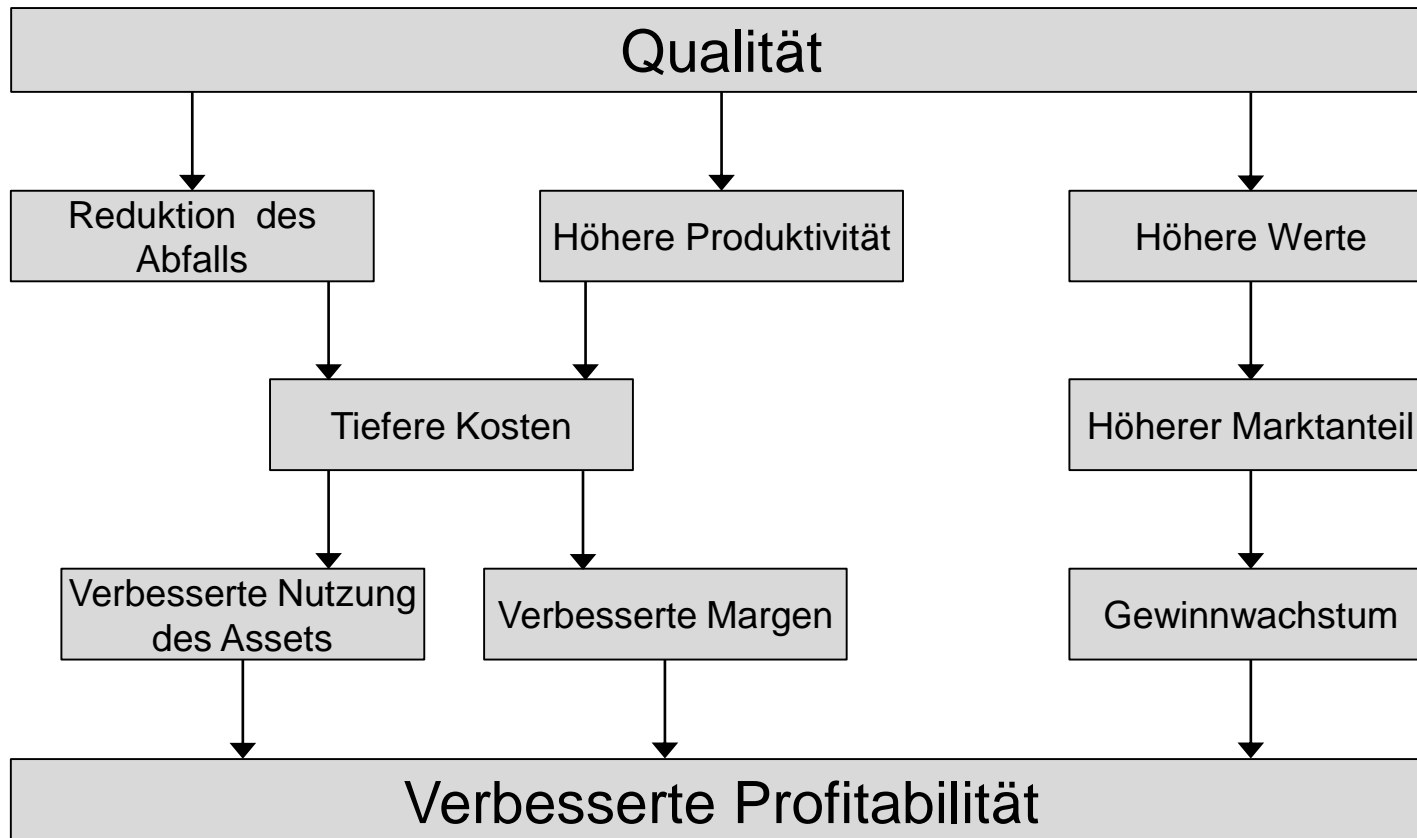 Qualität
Reduktion des
Abfalls
Höhere Produktivität
Höhere Werte
Tiefere Kosten
Höherer Marktanteil
Verbesserte Nutzung
des Assets
Verbesserte Margen
Gewinnwachstum
Verbesserte Profitabilität